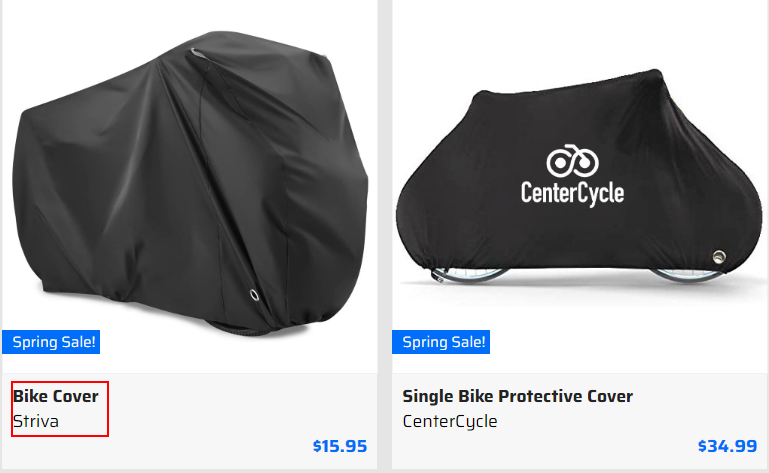 CenterCycle
Spring Sale!
Spring Sale!
Bike Cover
Striva
$15.95
Single Bike Protective Cover
CenterCycle
$34.99